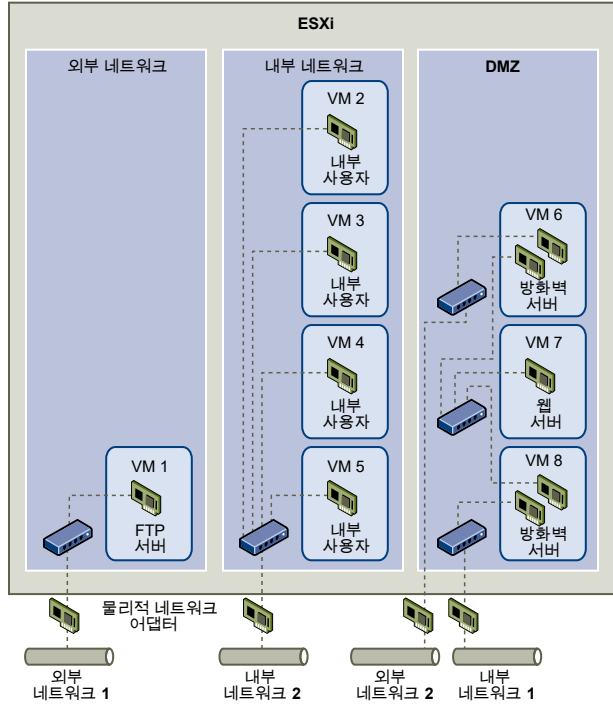 ESXi
외부 네트워크
내부 네트워크
DMZ
VM 2
내부
사용자
VM 3
내부
사용자
VM 4
내부
사용자
VM 5
내부
사용자
VM 1
FTP
서버
VM 6
방화벽
서버
VM 7
웹
서버
VM 8
방화벽
서버
물리적 네트워크
어댑터
외부
네트워크 1
내부
네트워크 2
외부
네트워크 2
내부
네트워크 1